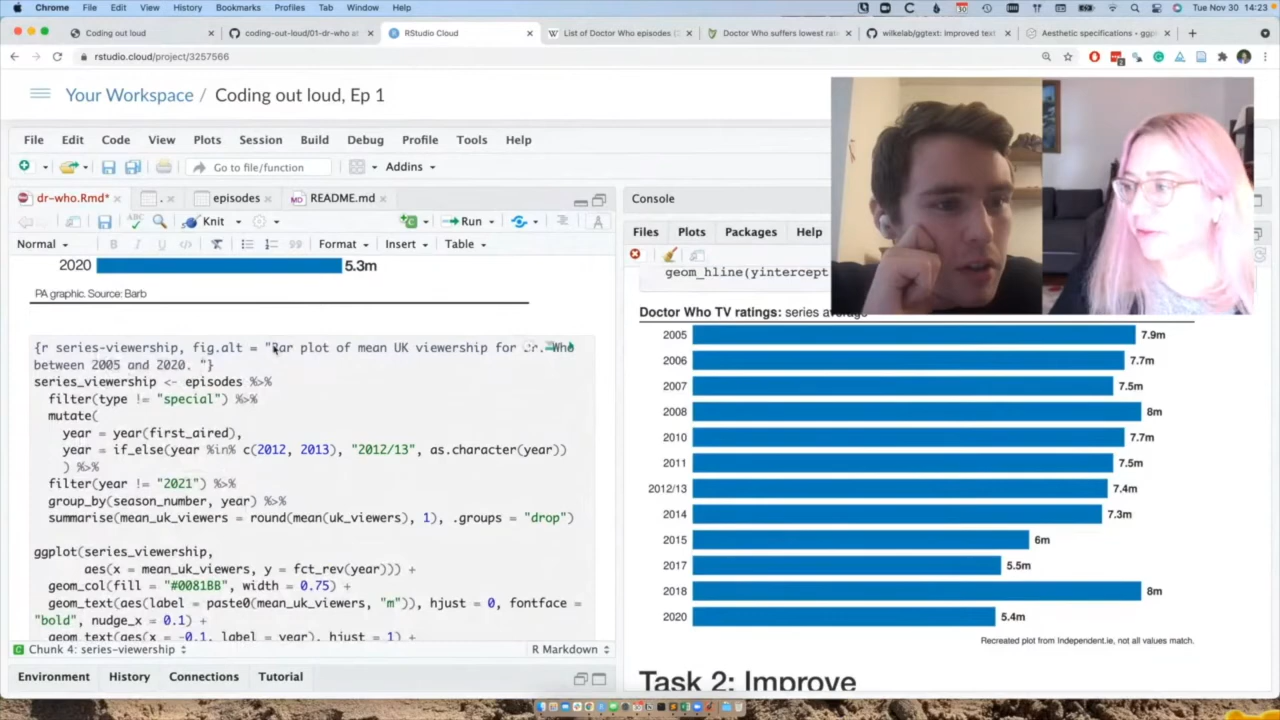 Chrome File Edit View History Bookmarks Profiles Tab Window Help 30 Tue Nov 30 14:23
Coding out loud
coding-out-loud/01-dr-who at
RStudio Cloud
List of Doctor Who episodes
Doctor Who suffers lowest rat
wilkelab/ggtext: improved text
Aesthetic specifications • ggp
rstudio.cloud/project/3257566
Your Workspace / Coding out loud, Ep 1
File Edit Code View Plots Session Build Debug Profile Tools Help
Go to file/function Addins
dr-who.Rmd* . episodes README.md
Knit Run
Normal B I U Format Insert Table
2020 5.3m
PA graphic. Source: Barb
{r series-viewership, fig.alt = "Bar plot of mean UK viewership for Dr. Who
between 2005 and 2020. "}
series_viewership <- episodes %>%
filter(type != "special") %>%
mutate(
year = year(first_aired),
year = if_else(year %in% c(2012, 2013), "2012/13", as.character(year))
) %>%
filter(year != "2021") %>%
group_by(season_number, year) %>%
summarise(mean_uk_viewers = round(mean(uk_viewers), 1), .groups = "drop")
ggplot(series_viewership,
aes(x = mean_uk_viewers, y = fct_rev(year))) +
geom_col(fill = "#0081BB", width = 0.75) +
geom_text(aes(label = paste0(mean_uk_viewers, "m")), hjust = 0, fontface =
"bold", nudge_x = 0.1) +
geom_text(aes(x = -0.1, label = year), hjust = 1) +
Chunk 4: series-viewership R Markdown
Environment History Connections Tutorial
Console
Files Plots Packages Help
geom_hline(yintercept
Doctor Who TV ratings: series average
2005 7.9m
2006 7.7m
2007 7.5m
2008 8m
2010 7.7m
2011 7.5m
2012/13 7.4m
2014 7.3m
2015 6m
2017 5.5m
2018 8m
2020 5.4m
Recreated plot from Independent.ie, not all values match.
Task 2: Improve